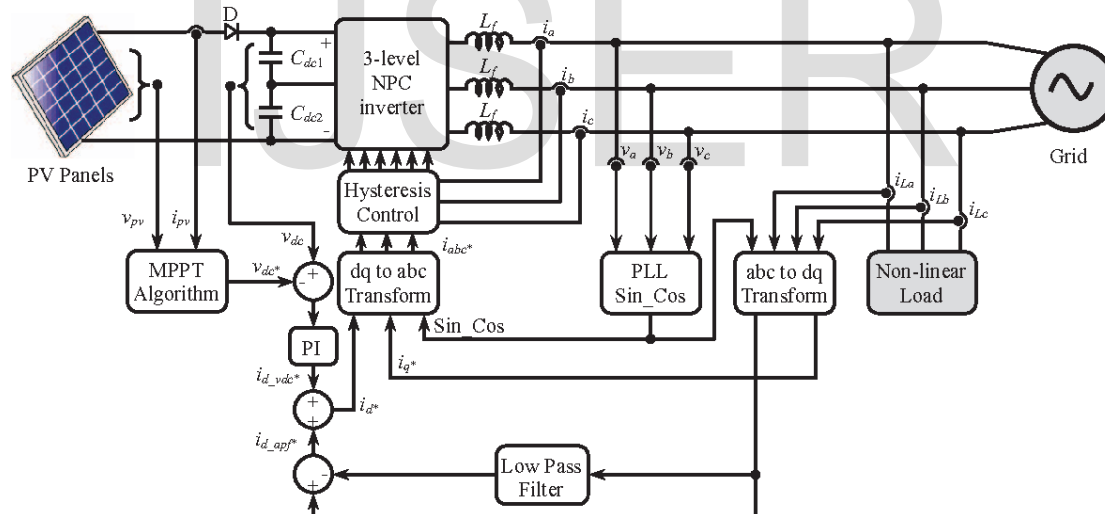 IJSER
D
L_f
i_a
+
C_dc1
3-level
NPC
inverter
L_f
i_b
C_dc2
L_f
i_c
-
PV Panels
v_a
v_b
v_c
Grid
Hysteresis
Control
i_La
i_Lb
i_Lc
v_pv
i_pv
v_dc
i_abc*
MPPT
Algorithm
v_dc*
+
-
dq to abc
Transform
PLL
Sin_Cos
abc to dq
Transform
Non-linear
Load
Sin_Cos
PI
i_q*
i_d_vdc*
+
+
i_d*
i_d_apf*
-
Low Pass
Filter